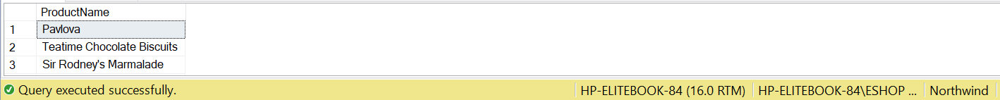 ProductName
1 Pavlova
2 Teatime Chocolate Biscuits
3 Sir Rodney's Marmalade
Query executed successfully. HP-ELITEBOOK-84 (16.0 RTM) HP-ELITEBOOK-84\ESHOP ... Northwind